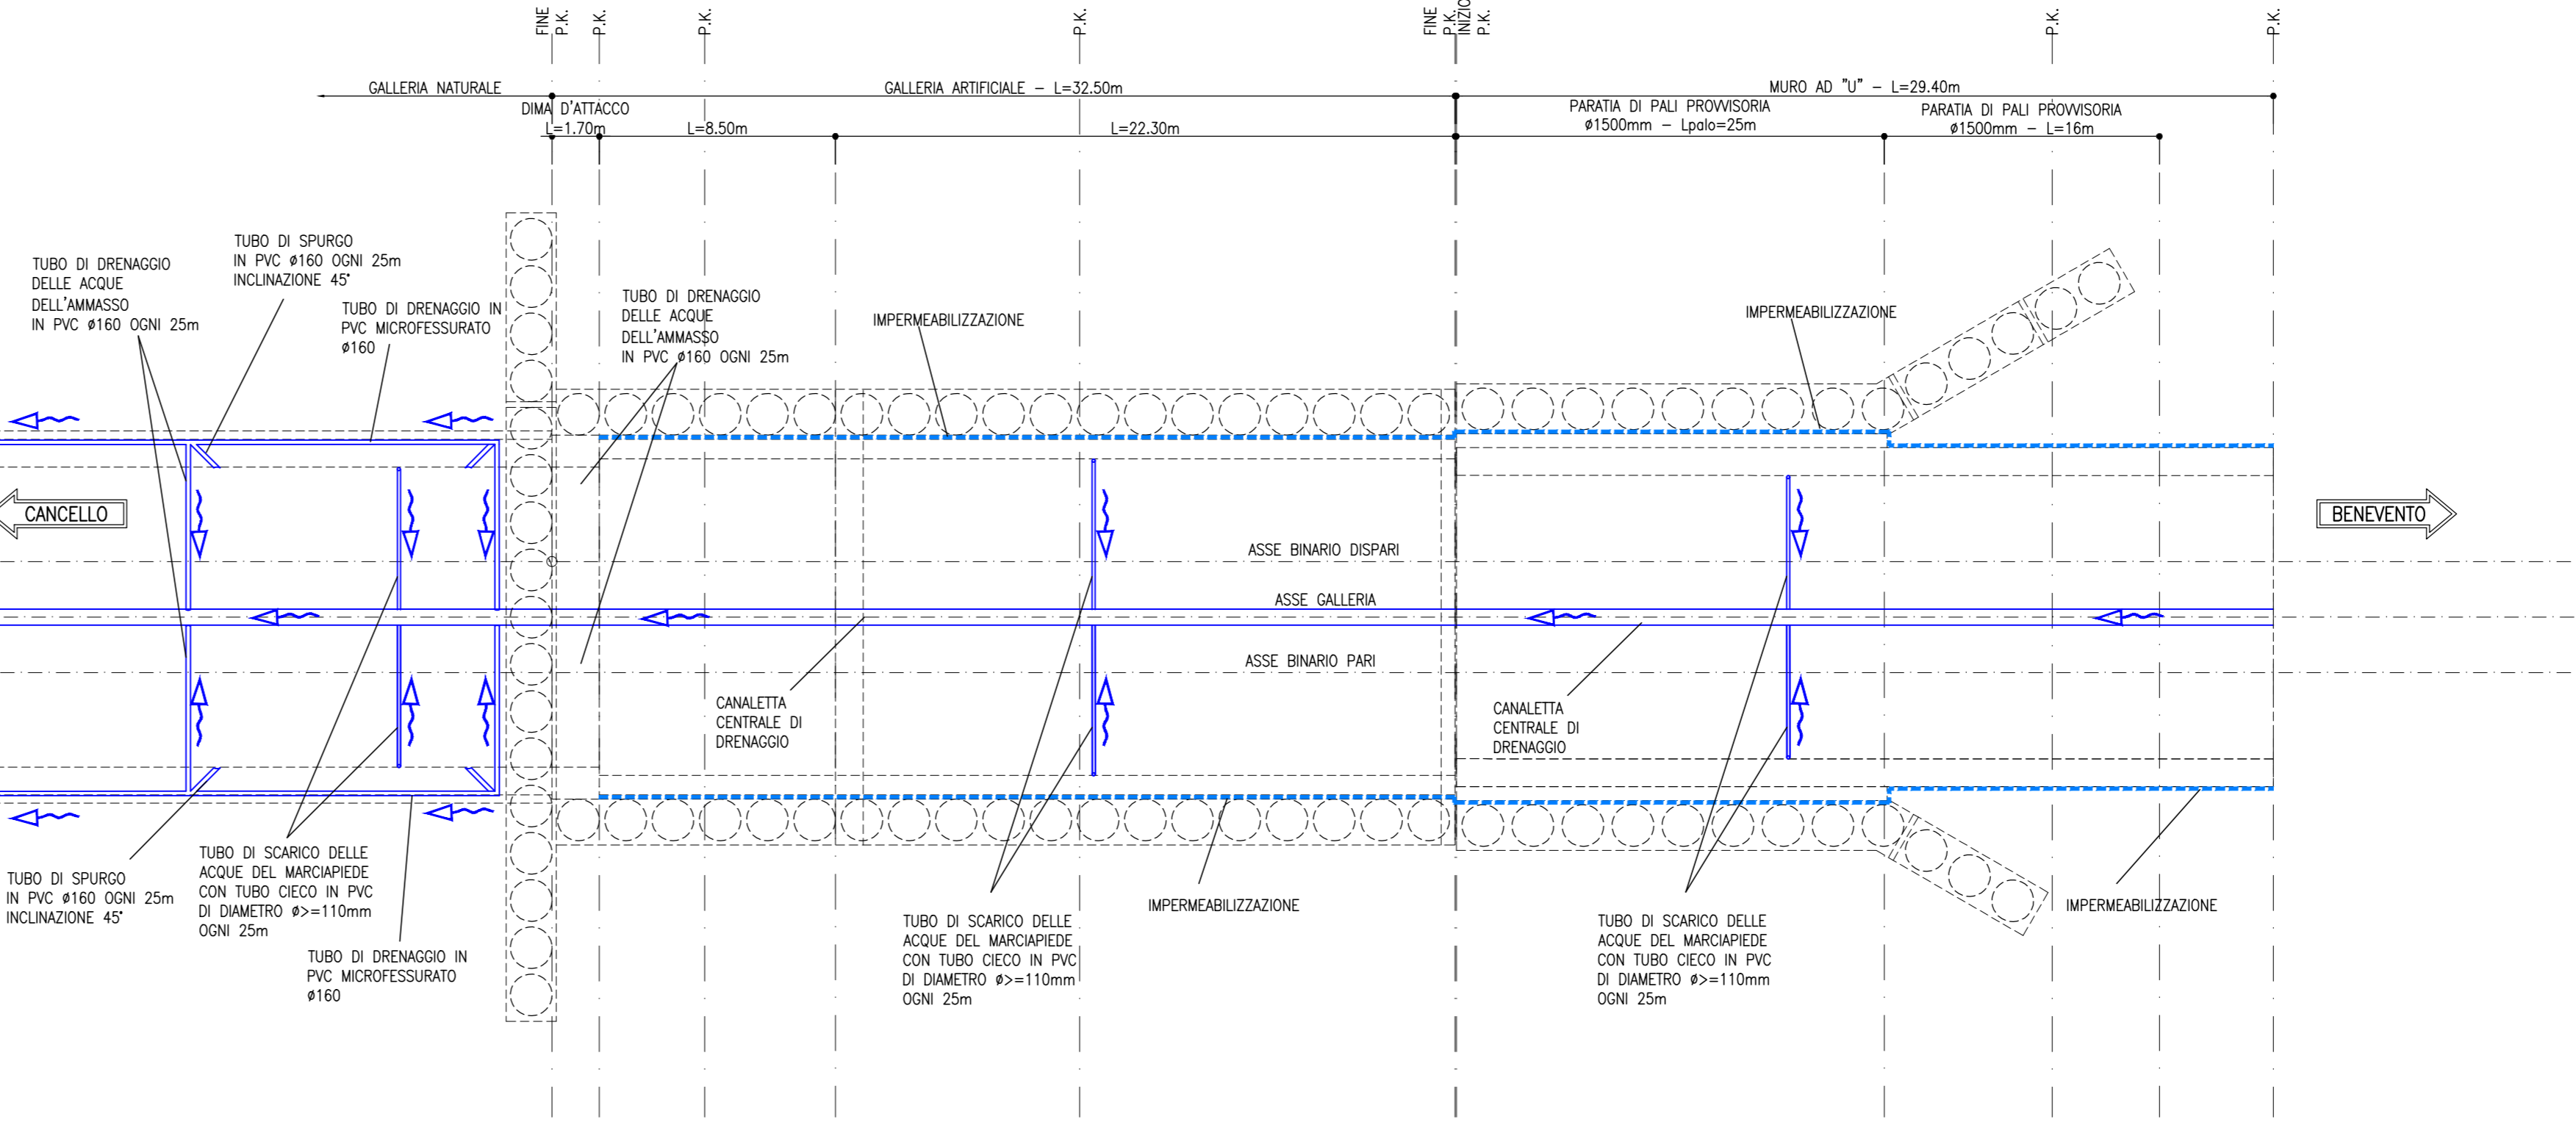 FINE
P.K.
P.K.
P.K.
P.K.
FINE
P.K.
INIZIO
P.K.
P.K.
P.K.
GALLERIA NATURALE
GALLERIA ARTIFICIALE – L=32.50m
MURO AD "U" – L=29.40m
DIMA D'ATTACCO
L=1.70m
L=8.50m
L=22.30m
PARATIA DI PALI PROVVISORIA
ø1500mm – Lpalo=25m
PARATIA DI PALI PROVVISORIA
ø1500mm – L=16m
TUBO DI DRENAGGIO
DELLE ACQUE
DELL'AMMASSO
IN PVC ø160 OGNI 25m
TUBO DI SPURGO
IN PVC ø160 OGNI 25m
INCLINAZIONE 45°
TUBO DI DRENAGGIO IN
PVC MICROFESSURATO
ø160
TUBO DI DRENAGGIO
DELLE ACQUE
DELL'AMMASSO
IN PVC ø160 OGNI 25m
IMPERMEABILIZZAZIONE
IMPERMEABILIZZAZIONE
CANCELLO
BENEVENTO
ASSE BINARIO DISPARI
ASSE GALLERIA
ASSE BINARIO PARI
CANALETTA
CENTRALE DI
DRENAGGIO
CANALETTA
CENTRALE DI
DRENAGGIO
TUBO DI SPURGO
IN PVC ø160 OGNI 25m
INCLINAZIONE 45°
TUBO DI SCARICO DELLE
ACQUE DEL MARCIAPIEDE
CON TUBO CIECO IN PVC
DI DIAMETRO ø>=110mm
OGNI 25m
TUBO DI DRENAGGIO IN
PVC MICROFESSURATO
ø160
TUBO DI SCARICO DELLE
ACQUE DEL MARCIAPIEDE
CON TUBO CIECO IN PVC
DI DIAMETRO ø>=110mm
OGNI 25m
IMPERMEABILIZZAZIONE
TUBO DI SCARICO DELLE
ACQUE DEL MARCIAPIEDE
CON TUBO CIECO IN PVC
DI DIAMETRO ø>=110mm
OGNI 25m
IMPERMEABILIZZAZIONE